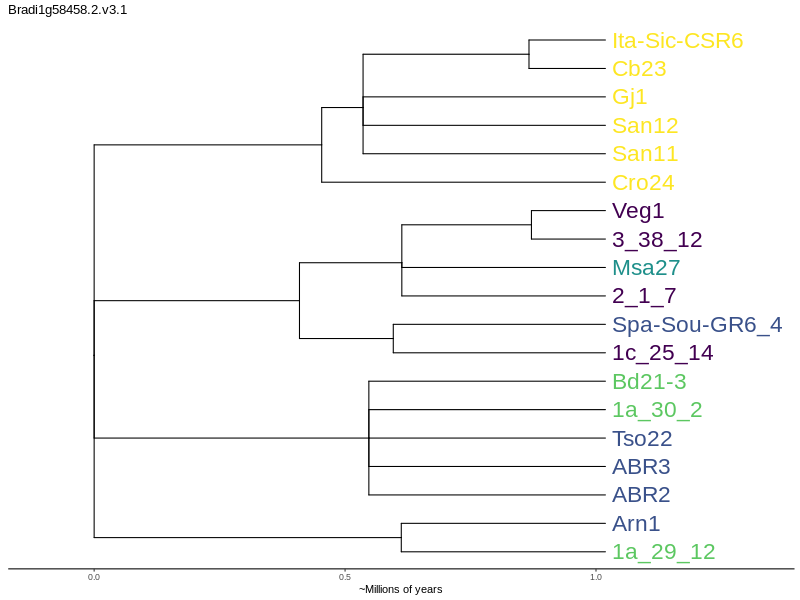 Bradi1g58458.2.v3.1
Ita-Sic-CSR6
Cb23
Gj1
San12
San11
Cro24
Veg1
3_38_12
Msa27
2_1_7
Spa-Sou-GR6_4
1c_25_14
Bd21-3
1a_30_2
Tso22
ABR3
ABR2
Arn1
1a_29_12
0.0 0.5 1.0
~Millions of years